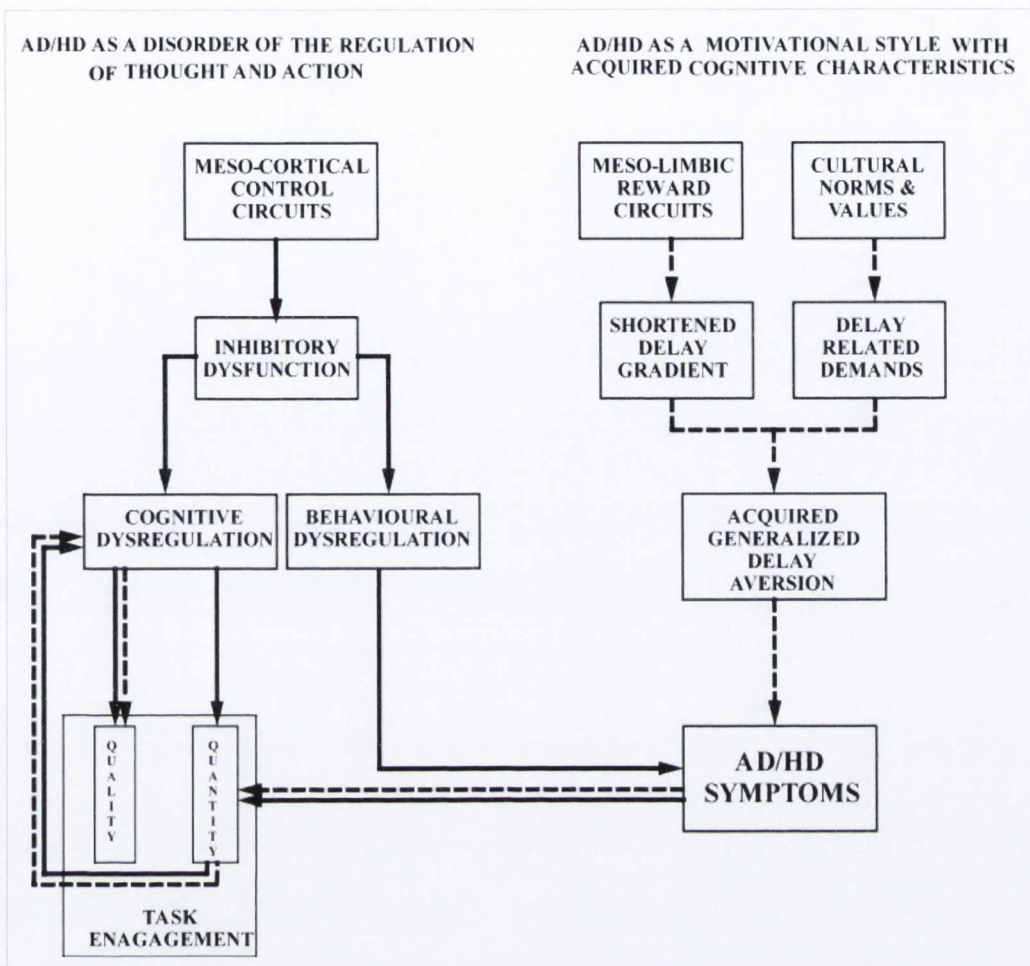 AD/HD AS A DISORDER OF THE REGULATION
OF THOUGHT AND ACTION
AD/HD AS A MOTIVATIONAL STYLE WITH
ACQUIRED COGNITIVE CHARACTERISTICS
MESO-CORTICAL
CONTROL
CIRCUITS
MESO-LIMBIC
REWARD
CIRCUITS
CULTURAL
NORMS &
VALUES
INHIBITORY
DYSFUNCTION
SHORTENED
DELAY
GRADIENT
DELAY
RELATED
DEMANDS
COGNITIVE
DYSREGULATION
BEHAVIOURAL
DYSREGULATION
ACQUIRED
GENERALIZED
DELAY
AVERSION
QUALITY
QUANTITY
AD/HD
SYMPTOMS
TASK
ENAGAGEMENT